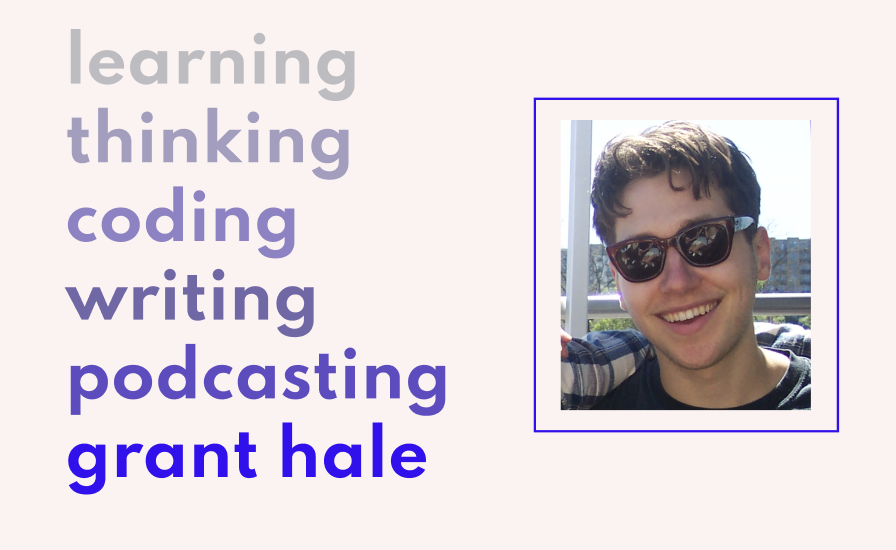 learning
thinking
coding
writing
podcasting
grant hale